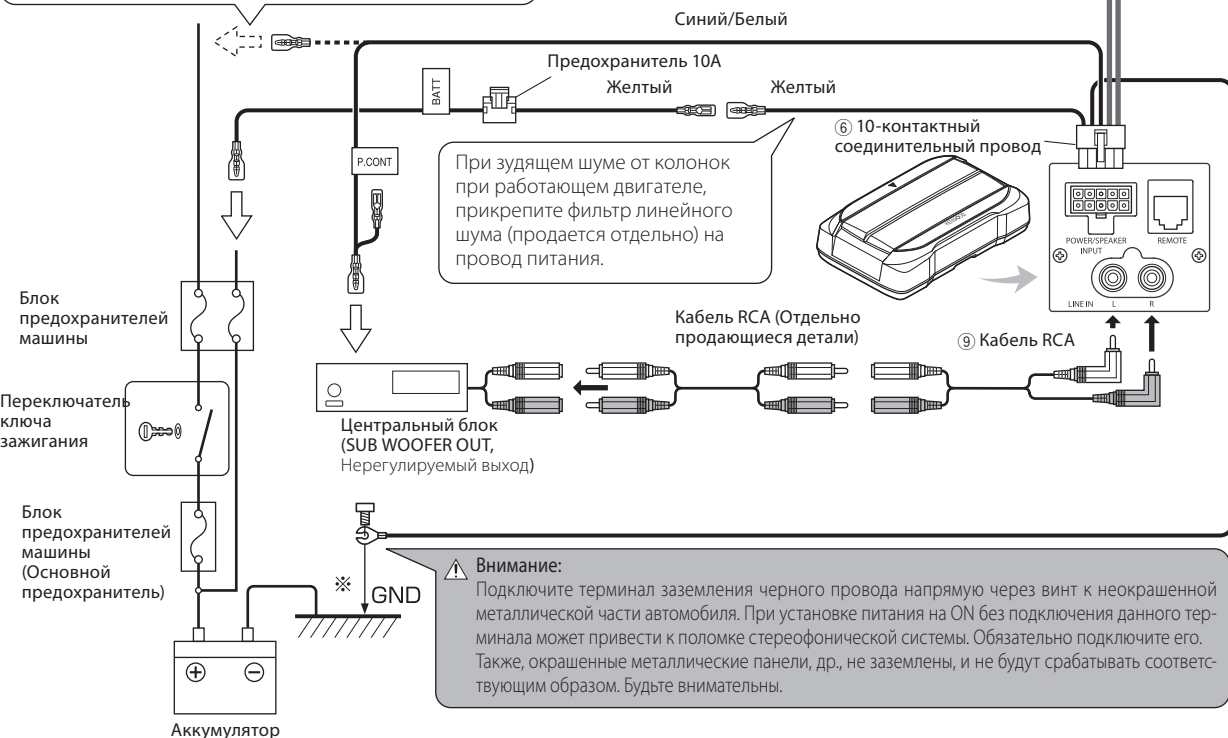 Синий/Белый
Предохранитель 10A
Желтый
Желтый
BATT
P.CONT
⑥ 10-контактный
соединительный провод
При зудящем шуме от колонок
при работающем двигателе,
прикрепите фильтр линейного
шума (продается отдельно) на
провод питания.
POWER/SPEAKER
INPUT
REMOTE
LINE IN
L
R
Блок
предохранителей
машины
Кабель RCA (Отдельно
продающиеся детали)
⑨ Кабель RCA
Переключатель
ключа
зажигания
Центральный блок
(SUB WOOFER OUT,
Нерегулируемый выход)
Блок
предохранителей
машины
(Основной
предохранитель)
※
GND
Внимание:
Подключите терминал заземления черного провода напрямую через винт к неокрашенной
металлической части автомобиля. При установке питания на ON без подключения данного тер-
минала может привести к поломке стереофонической системы. Обязательно подключите его.
Также, окрашенные металлические панели, др., не заземлены, и не будут срабатывать соответс-
твующим образом. Будьте внимательны.
Аккумулятор